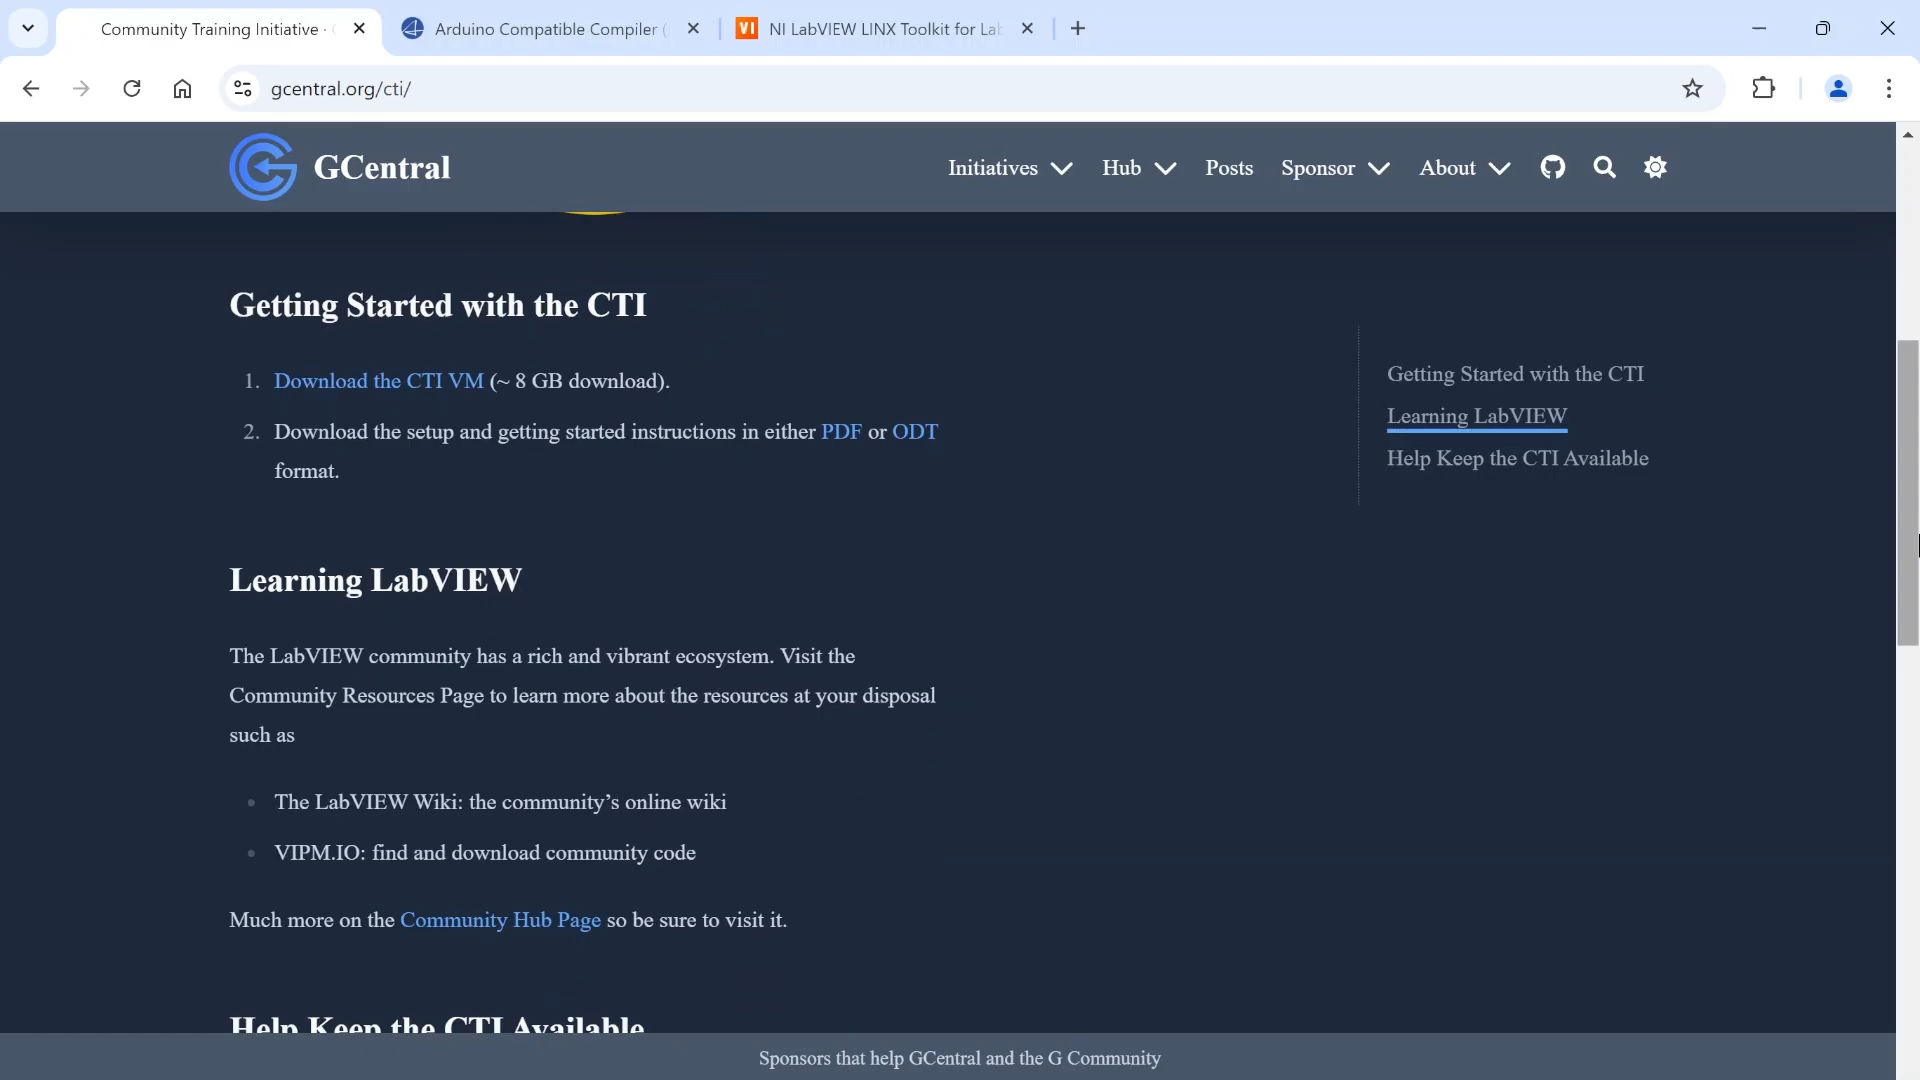 Community Training Initiative ·
Arduino Compatible Compiler (
NI LabVIEW LINX Toolkit for Lab
gcentral.org/cti/
GCentral
Initiatives
Hub
Posts
Sponsor
About
Getting Started with the CTI
1. Download the CTI VM (~ 8 GB download).
2. Download the setup and getting started instructions in either PDF or ODT
format.
Getting Started with the CTI
Learning LabVIEW
Help Keep the CTI Available
Learning LabVIEW
The LabVIEW community has a rich and vibrant ecosystem. Visit the
Community Resources Page to learn more about the resources at your disposal
such as
• The LabVIEW Wiki: the community’s online wiki
• VIPM.IO: find and download community code
Much more on the Community Hub Page so be sure to visit it.
Help Keep the CTI Available
Sponsors that help GCentral and the G Community